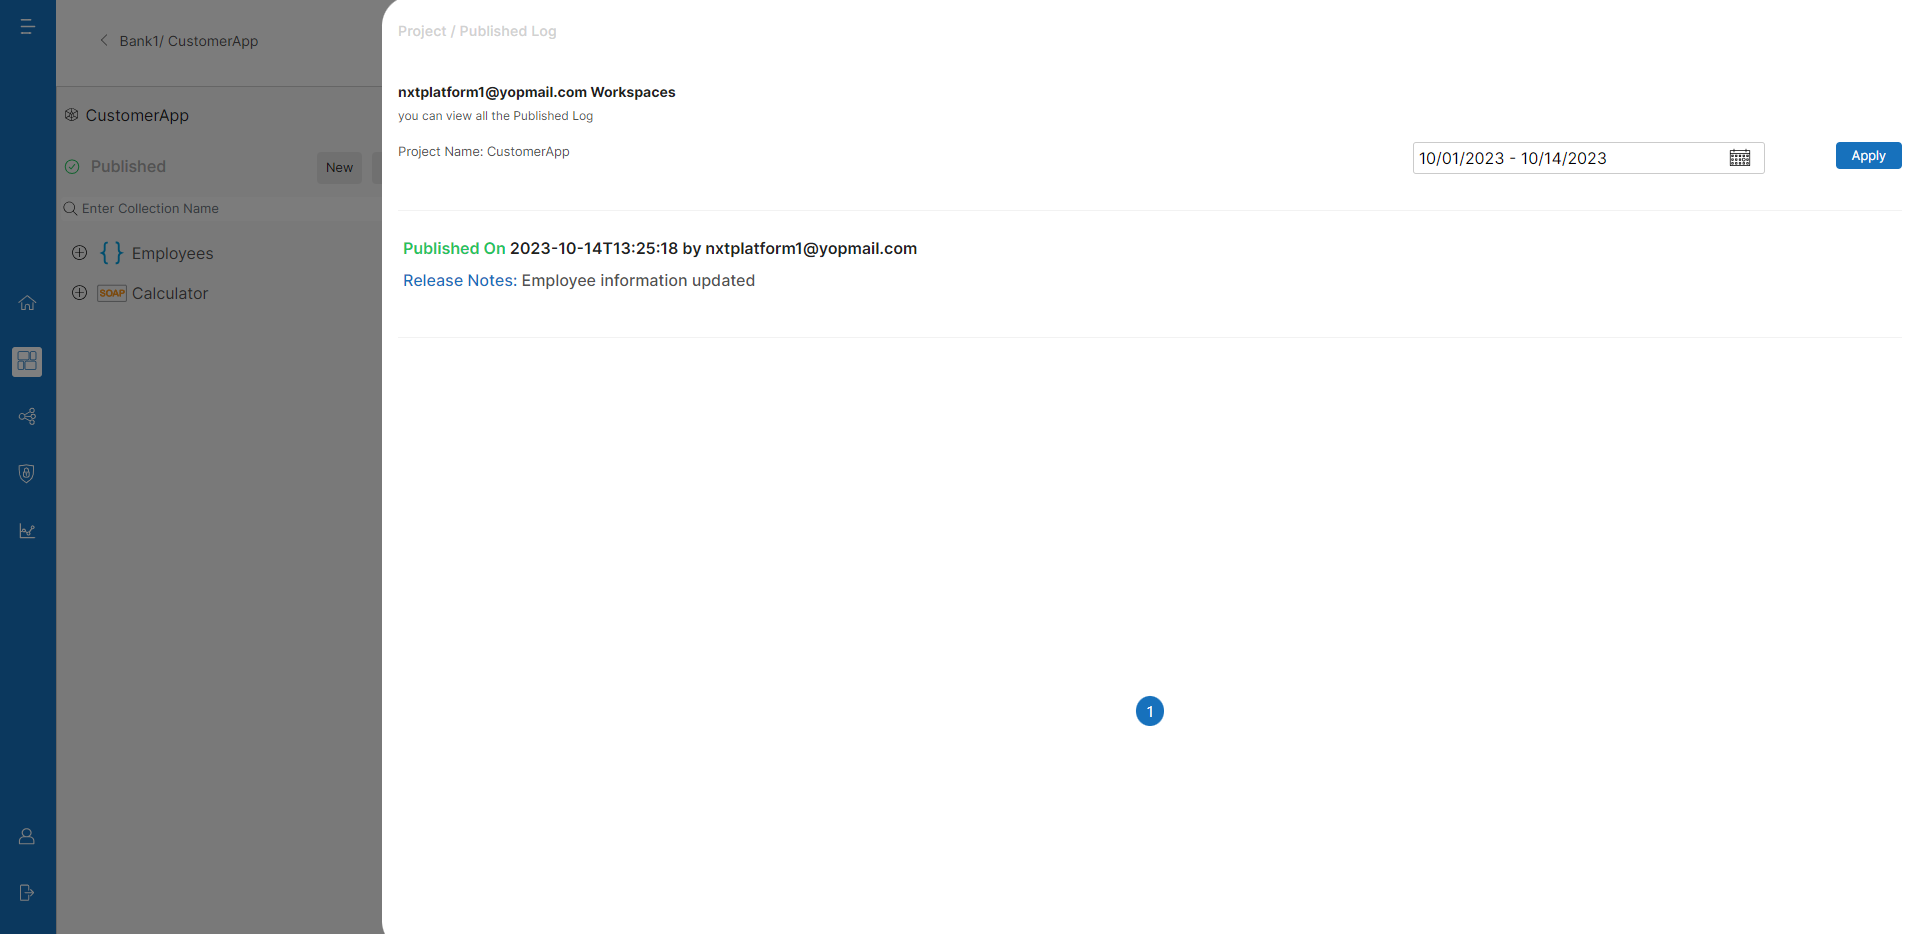 Bank1/ CustomerApp
CustomerApp
Published
New
Enter Collection Name
{ } Employees
SOAP Calculator
Project / Published Log
nxtplatform1@yopmail.com Workspaces
you can view all the Published Log
Project Name: CustomerApp
10/01/2023 - 10/14/2023
Apply
Published On 2023-10-14T13:25:18 by nxtplatform1@yopmail.com
Release Notes: Employee information updated
1